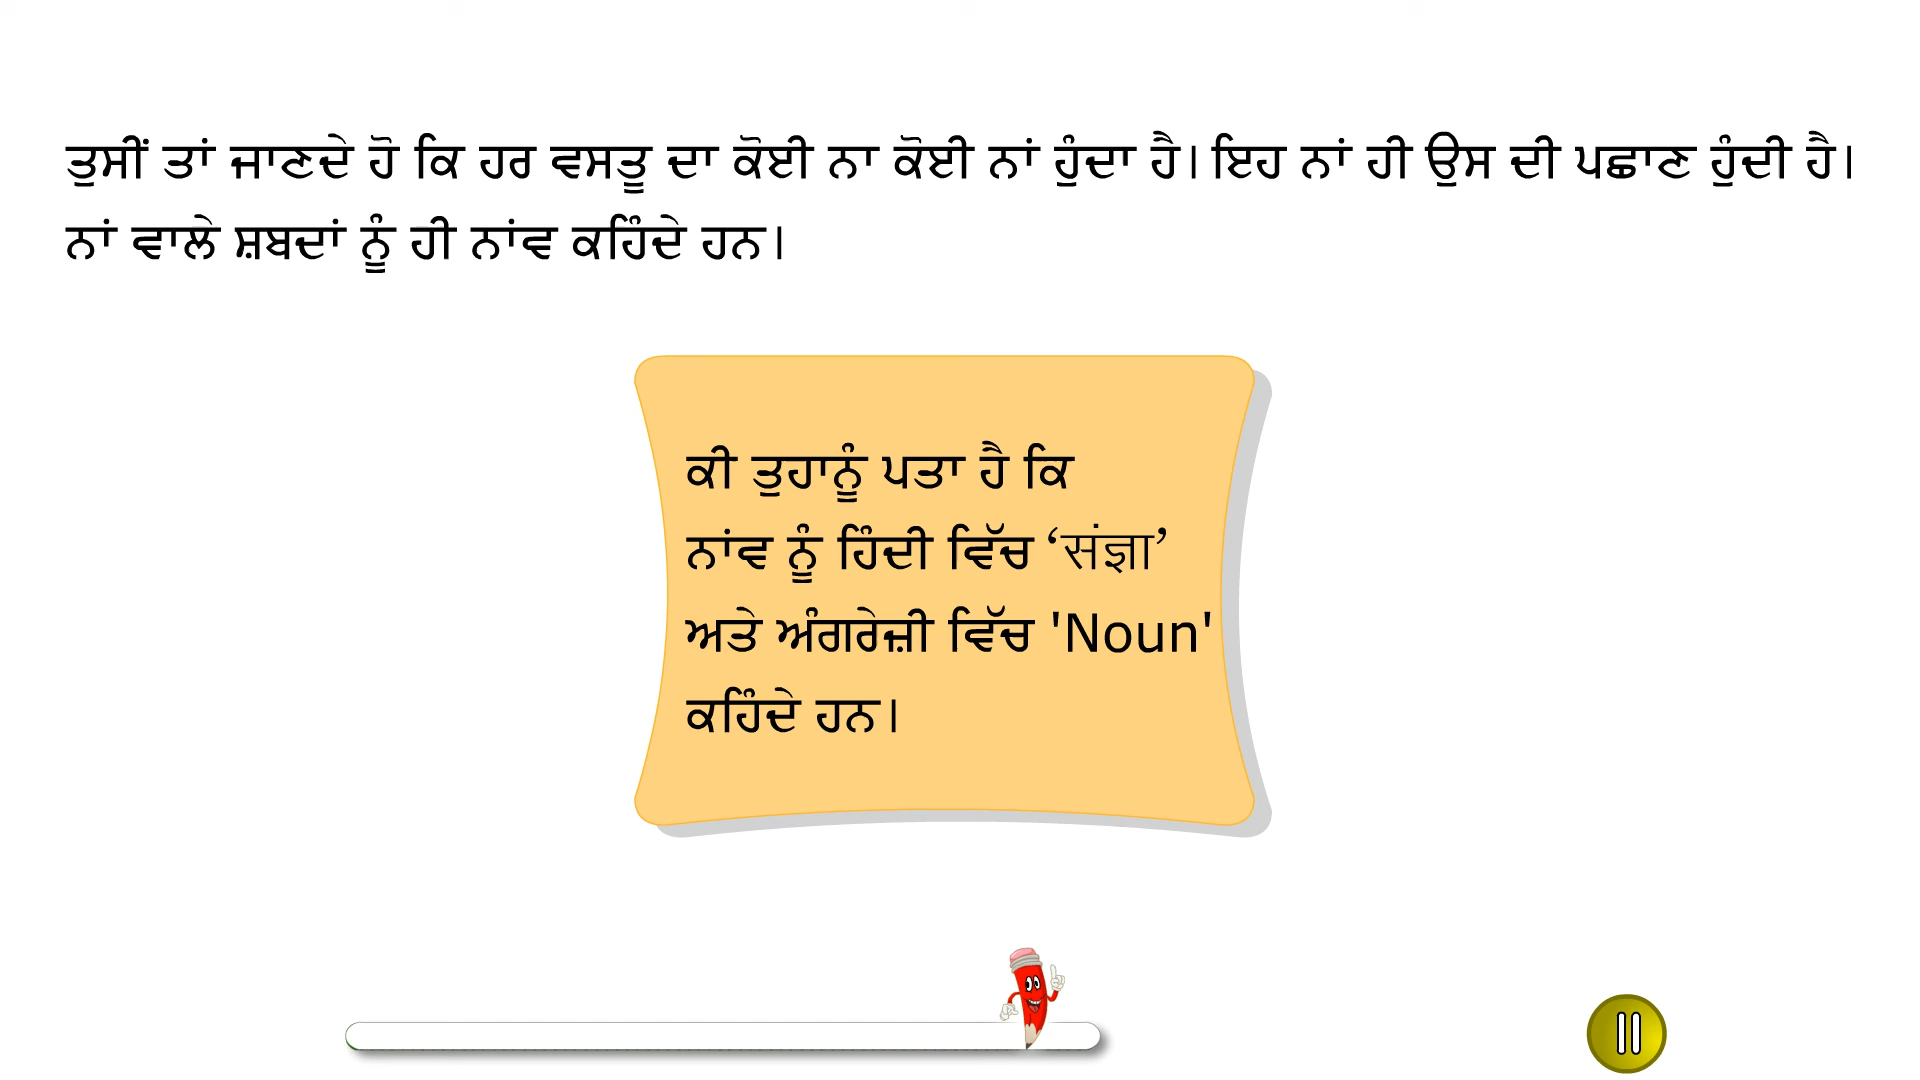 ਤੁਸੀਂ ਤਾਂ ਜਾਣਦੇ ਹੋ ਕਿ ਹਰ ਵਸਤੂ ਦਾ ਕੋਈ ਨਾ ਕੋਈ ਨਾਂ ਹੁੰਦਾ ਹੈ। ਇਹ ਨਾਂ ਹੀ ਉਸ ਦੀ ਪਛਾਣ ਹੁੰਦੀ ਹੈ।
ਨਾਂ ਵਾਲੇ ਸ਼ਬਦਾਂ ਨੂੰ ਹੀ ਨਾਂਵ ਕਹਿੰਦੇ ਹਨ।
ਕੀ ਤੁਹਾਨੂੰ ਪਤਾ ਹੈ ਕਿ
ਨਾਂਵ ਨੂੰ ਹਿੰਦੀ ਵਿੱਚ ‘संज्ञा’
ਅਤੇ ਅੰਗਰੇਜ਼ੀ ਵਿੱਚ 'Noun'
ਕਹਿੰਦੇ ਹਨ।